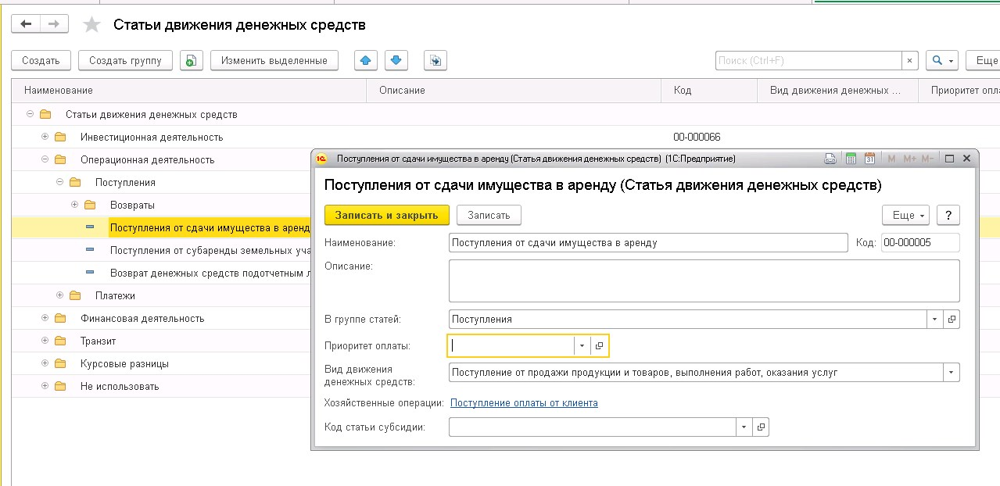 Статьи движения денежных средств
Создать Создать группу Изменить выделенные Поиск (Ctrl+F) × Еще
Наименование Описание Код Вид движения денежных ... Приоритет опла
Статьи движения денежных средств
Инвестиционная деятельность 00-000066
Операционная деятельность
Поступления
Возвраты
Поступления от сдачи имущества в аренд
Поступления от субаренды земельных уча
Возврат денежных средств подотчетным л
Платежи
Финансовая деятельность
Транзит
Курсовые разницы
Не использовать
1С Поступления от сдачи имущества в аренду (Статья движения денежных средств) (1С:Предприятие) 31 M M+ M-
Поступления от сдачи имущества в аренду (Статья движения денежных средств)
Записать и закрыть Записать Еще ?
Наименование: Поступления от сдачи имущества в аренду Код: 00-000005
Описание:
В группе статей: Поступления
Приоритет оплаты:
Вид движения
денежных средств: Поступление от продажи продукции и товаров, выполнения работ, оказания услуг
Хозяйственные операции: Поступление оплаты от клиента
Код статьи субсидии: